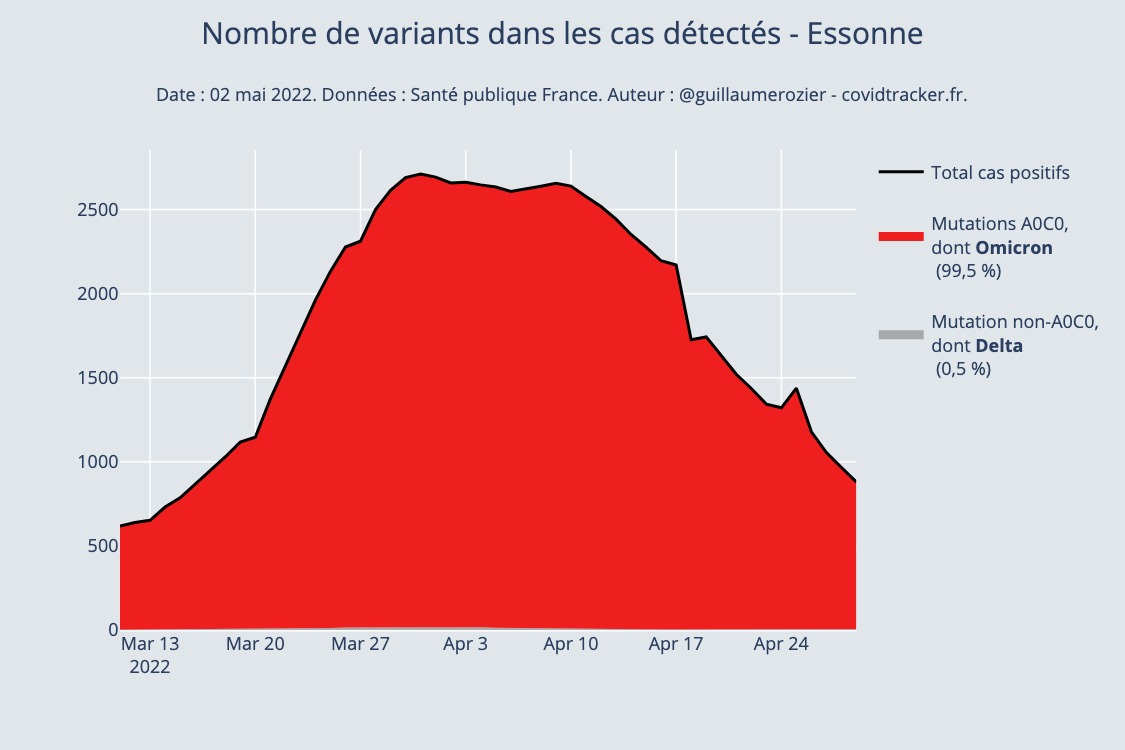 Nombre de variants dans les cas détectés - Essonne
Date : 02 mai 2022. Données : Santé publique France. Auteur : @guillaumerozier - covidtracker.fr.
Total cas positifs
Mutations A0C0,
dont Omicron
(99,5 %)
Mutation non-A0C0,
dont Delta
(0,5 %)
2500
2000
1500
1000
500
0
Mar 13 Mar 20 Mar 27 Apr 3 Apr 10 Apr 17 Apr 24
2022